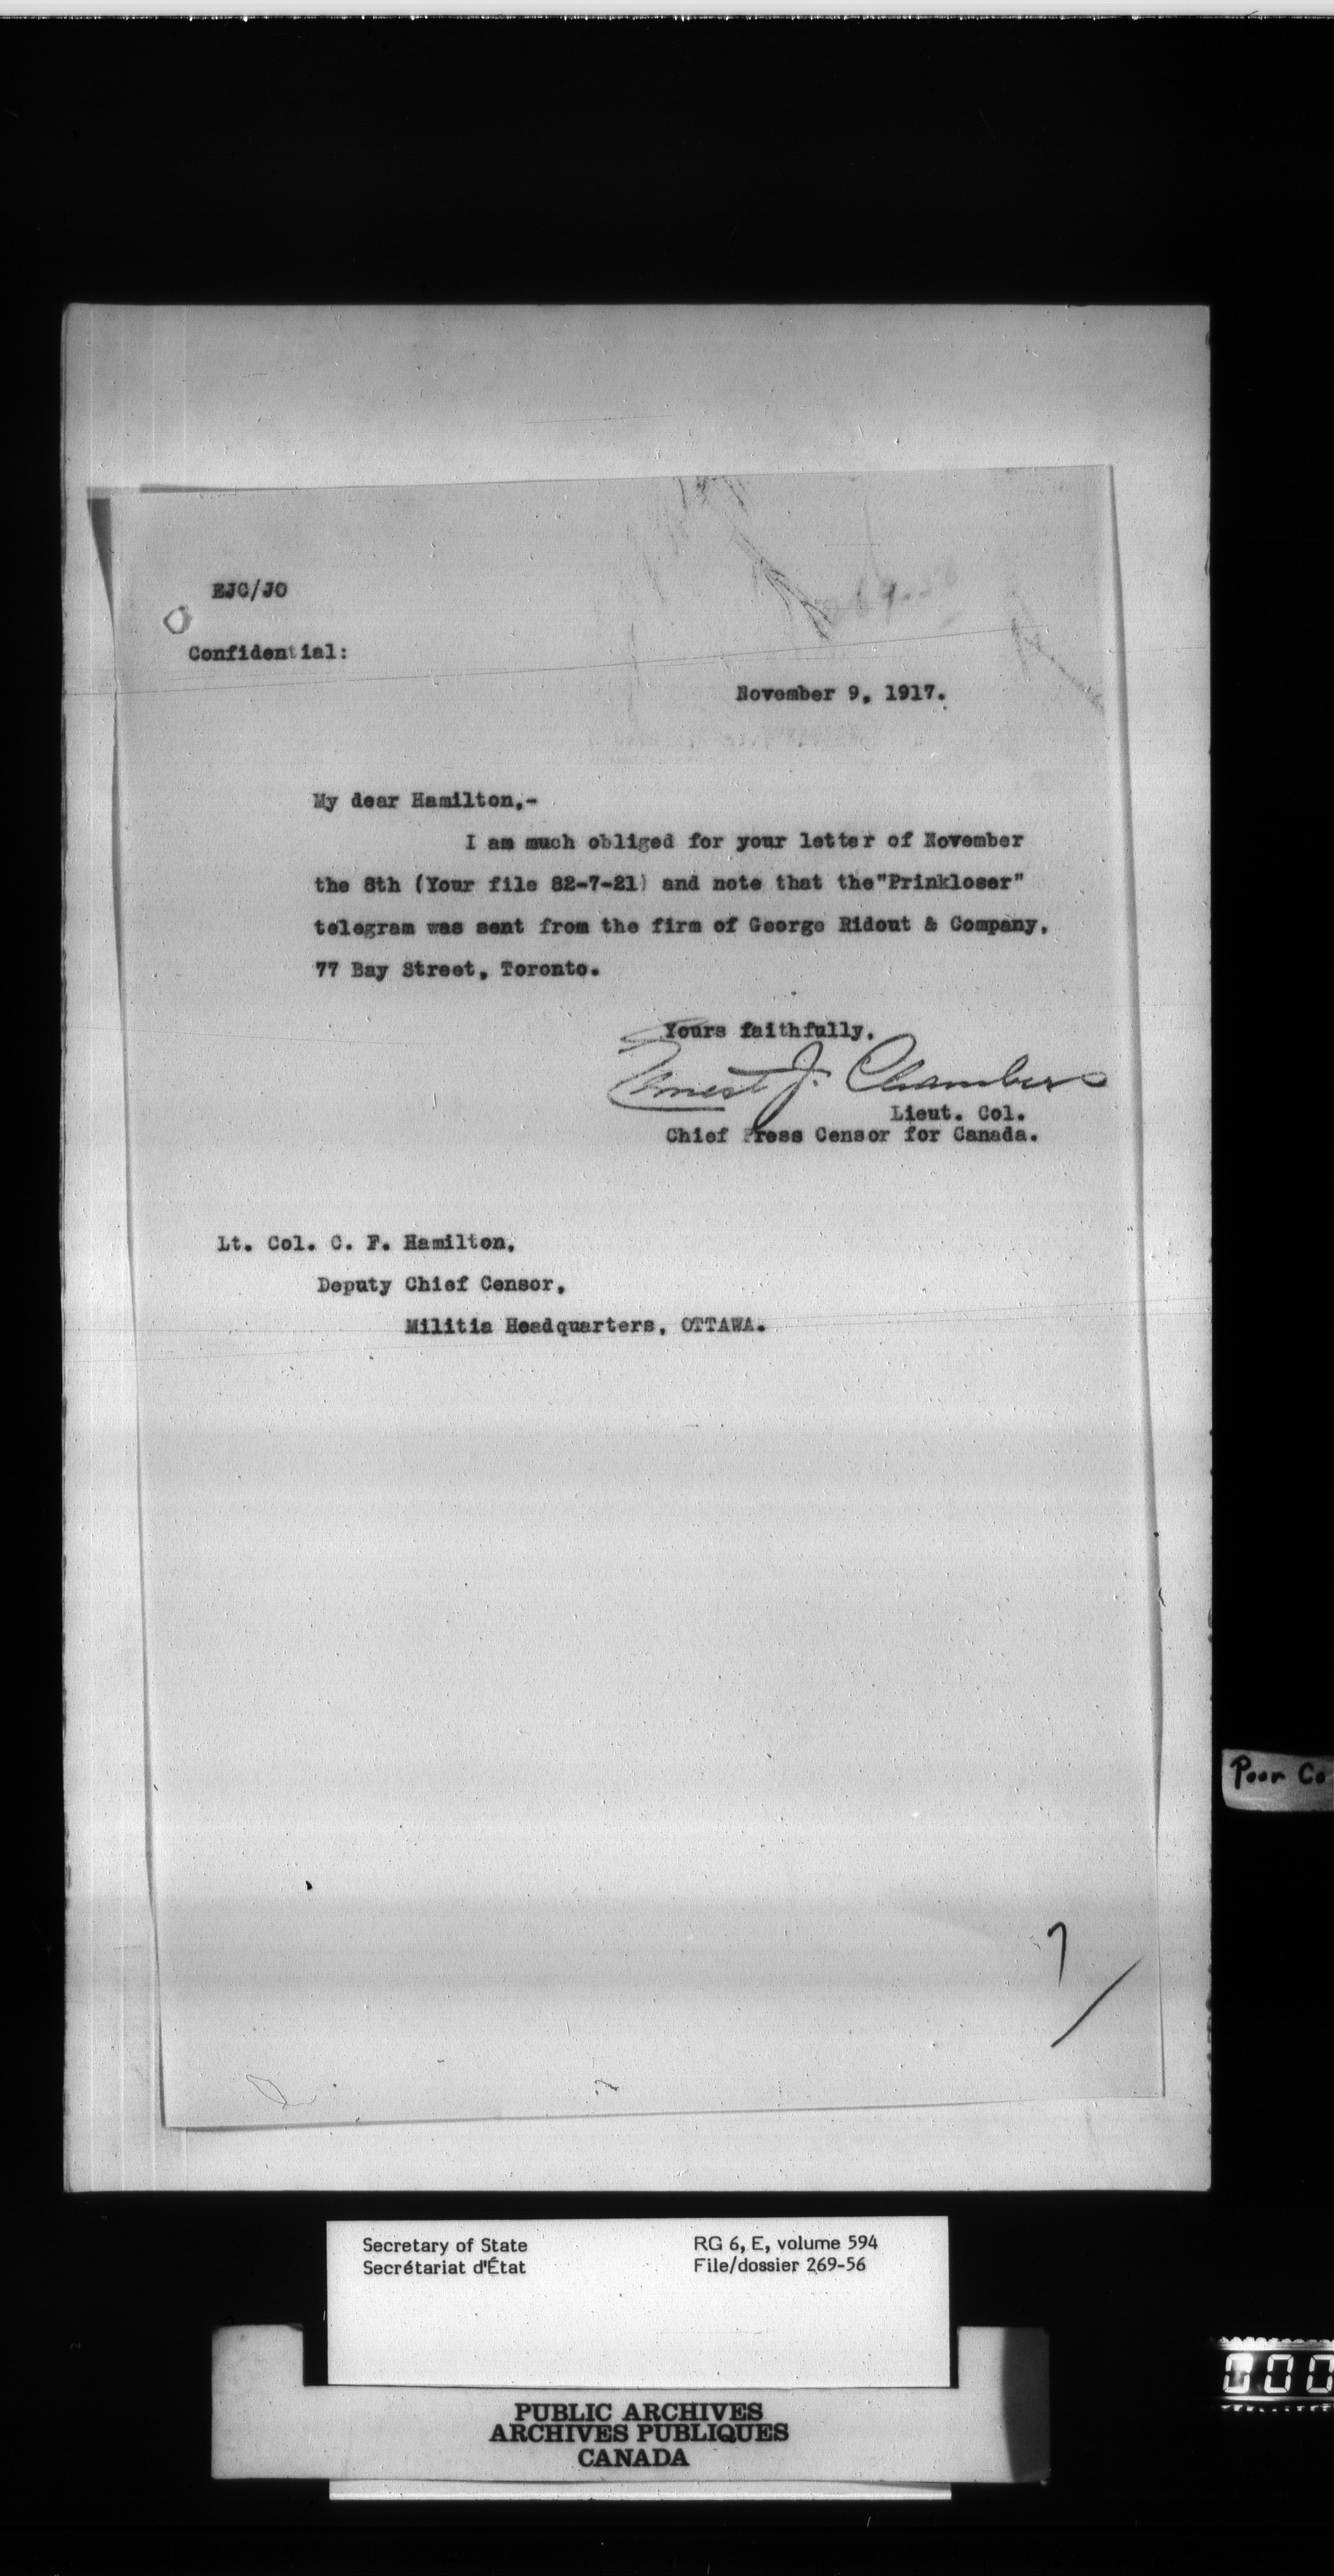 EJC/JO
Confidential:
November 9, 1917.
My dear Hamilton,-
I am much obliged for your letter of November
the 8th (Your file 82-7-21) and note that the"Prinkloser"
telegram was sent from the firm of George Ridout & Company,
77 Bay Street, Toronto.
Yours faithfully,
Ernest J. Chambers
Lieut. Col.
Chief Press Censor for Canada.
Lt. Col. C. F. Hamilton,
Deputy Chief Censor,
Militia Headquarters, OTTAWA.
Poor Co
7
Secretary of State
Secrétariat d'État
RG 6, E, volume 594
File/dossier 269-56
000
PUBLIC ARCHIVES
ARCHIVES PUBLIQUES
CANADA